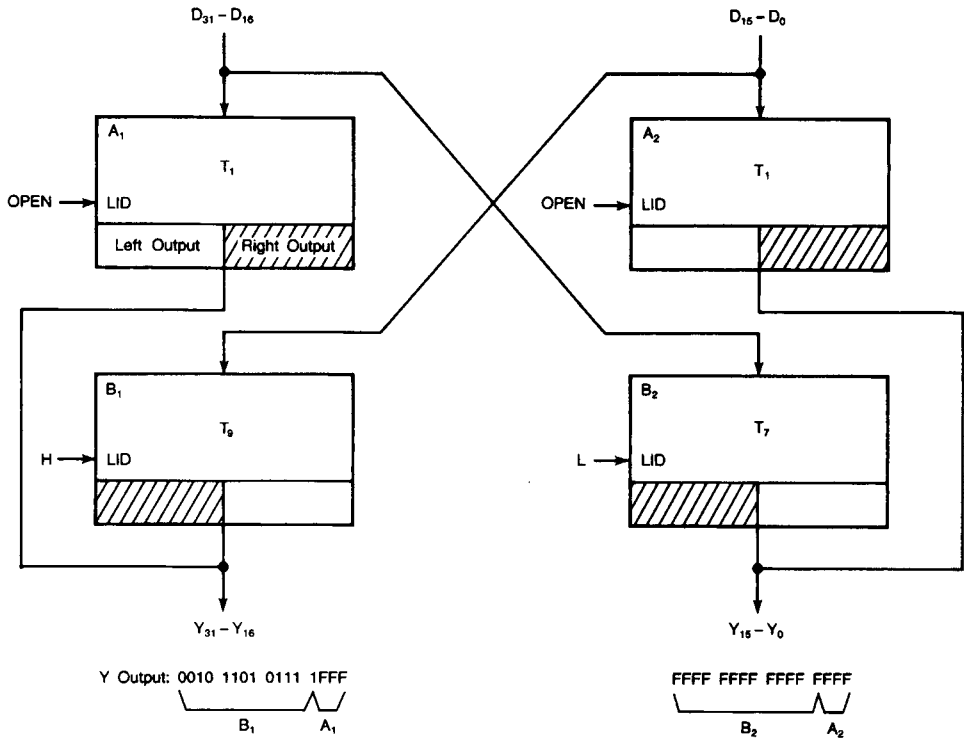 D₃₁ – D₁₆
D₁₅ – D₀
A₁
T₁
OPEN
LID
Left Output
Right Output
A₂
T₁
OPEN
LID
B₁
T₉
H
LID
B₂
T₇
L
LID
Y₃₁ – Y₁₆
Y₁₅ – Y₀
Y Output: 0010 1101 0111 1FFF
FFFF FFFF FFFF FFFF
B₁
A₁
B₂
A₂